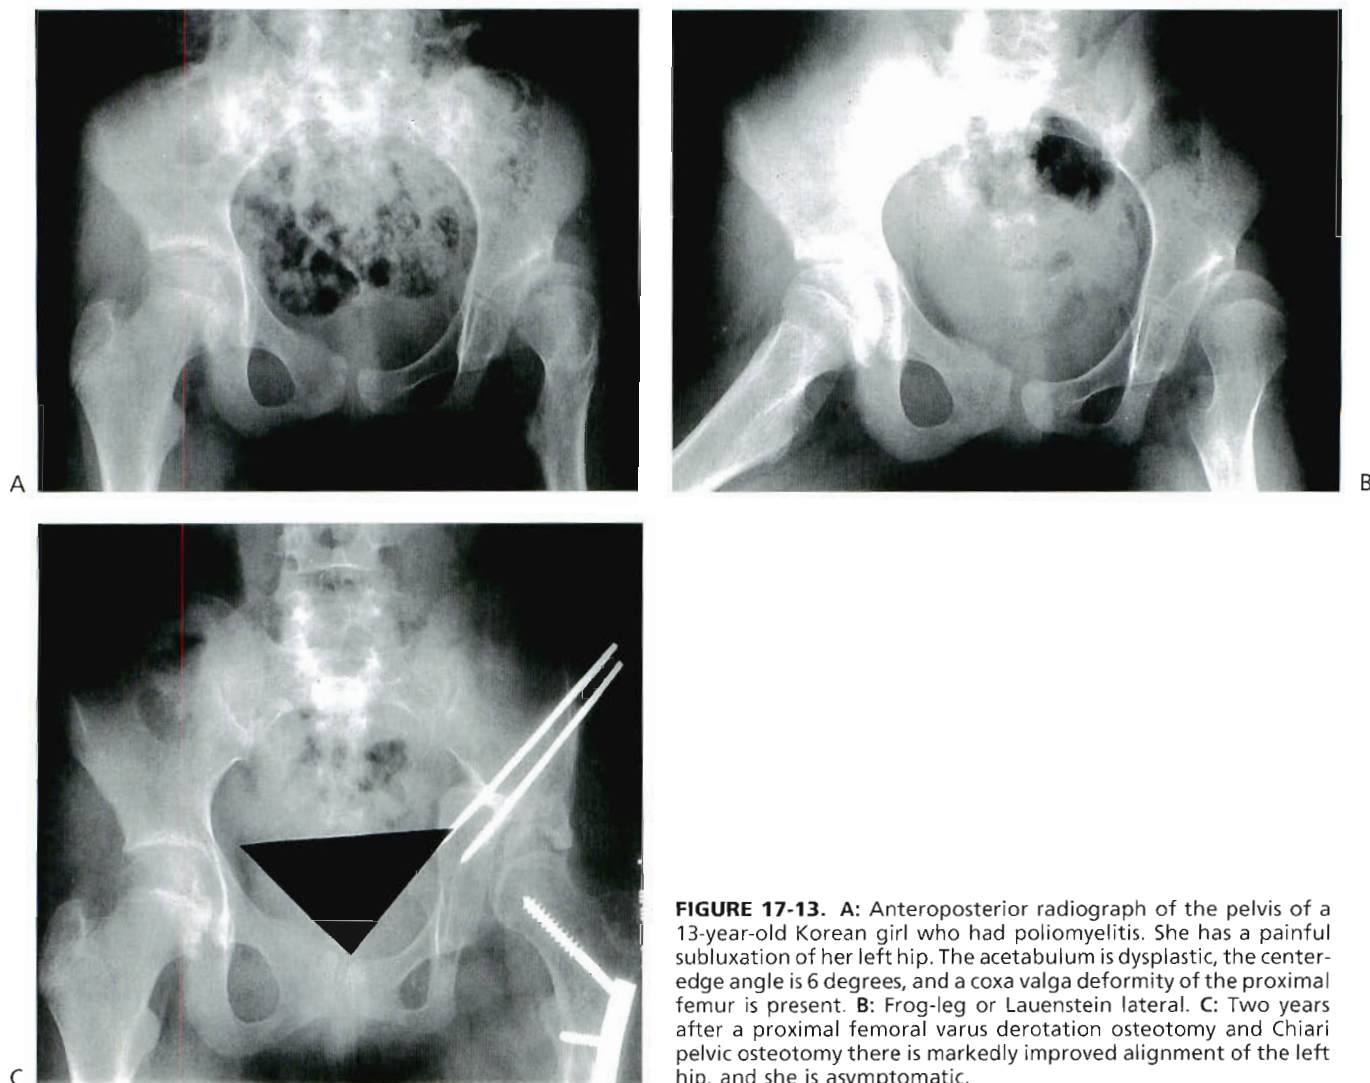 A
B
C
FIGURE 17-13. A: Anteroposterior radiograph of the pelvis of a
13-year-old Korean girl who had poliomyelitis. She has a painful
subluxation of her left hip. The acetabulum is dysplastic, the center-
edge angle is 6 degrees, and a coxa valga deformity of the proximal
femur is present. B: Frog-leg or Lauenstein lateral. C: Two years
after a proximal femoral varus derotation osteotomy and Chiari
pelvic osteotomy there is markedly improved alignment of the left
hip, and she is asymptomatic.